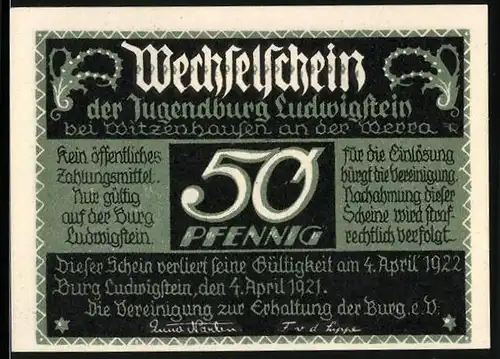 Wechselschein
der Jugendburg Ludwigstein
bei Witzenhausen an der Werra
Kein öffentliches
Zahlungsmittel.
Nur gültig
auf der Burg
Ludwigstein.
50
PFENNIG
für die Einlösung
bürgt die Vereinigung.
Nachahmung dieser
Scheine wird straf-
rechtlich verfolgt.
Dieser Schein verliert seine Gültigkeit am 4. April 1922
Burg Ludwigstein, den 4. April 1921.
Die Vereinigung zur Erhaltung der Burg. e. V.